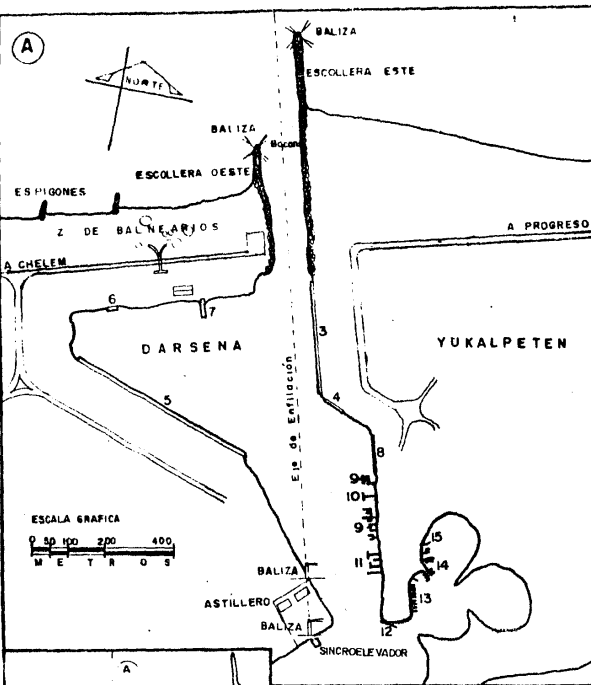 A
BALIZA
ESCOLLERA ESTE
NORTE
BALIZA
Bocana
ESCOLLERA OESTE
ESPIGONES
Z DE BALNEARIOS
A PROGRESO
A CHELEM
6
7
3
DARSENA
YUKALPETEN
Eje de Enfilación
4
5
8
9
10
9
11
15
14
13
12
ESCALA GRAFICA
0 50 100 200 400
METROS
BALIZA
ASTILLERO
BALIZA
SINCROELEVADOR
A